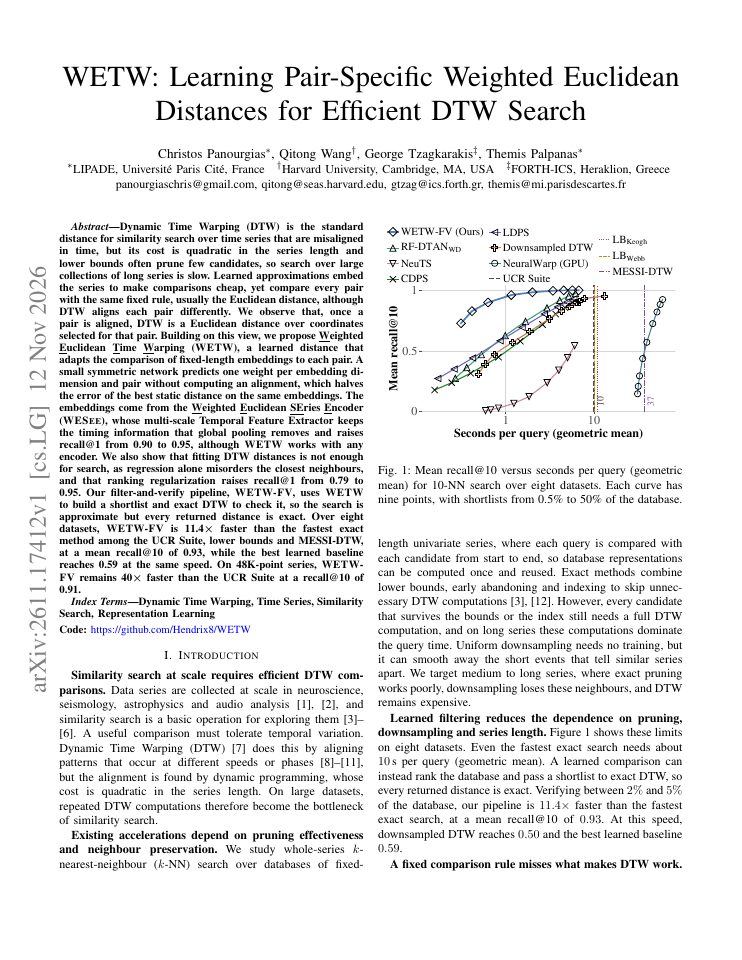 WETW: Learning Pair-Specific Weighted Euclidean
Distances for Efficient DTW Search
Christos Panourgias*, Qitong Wang†, George Tzagkarakis‡, Themis Palpanas*
*LIPADE, Université Paris Cité, France †Harvard University, Cambridge, MA, USA ‡FORTH-ICS, Heraklion, Greece
panourgiaschris@gmail.com, qitong@seas.harvard.edu, gtzag@ics.forth.gr, themis@mi.parisdescartes.fr
arXiv:2611.17412v1 [cs.LG] 12 Nov 2026
Abstract—Dynamic Time Warping (DTW) is the standard
distance for similarity search over time series that are misaligned
in time, but its cost is quadratic in the series length and
lower bounds often prune few candidates, so search over large
collections of long series is slow. Learned approximations embed
the series to make comparisons cheap, yet compare every pair
with the same fixed rule, usually the Euclidean distance, although
DTW aligns each pair differently. We observe that, once a
pair is aligned, DTW is a Euclidean distance over coordinates
selected for that pair. Building on this view, we propose Weighted
Euclidean Time Warping (WETW), a learned distance that
adapts the comparison of fixed-length embeddings to each pair. A
small symmetric network predicts one weight per embedding di-
mension and pair without computing an alignment, which halves
the error of the best static distance on the same embeddings. The
embeddings come from the Weighted Euclidean SEries Encoder
(WESEE), whose multi-scale Temporal Feature Extractor keeps
the timing information that global pooling removes and raises
recall@1 from 0.90 to 0.95, although WETW works with any
encoder. We also show that fitting DTW distances is not enough
for search, as regression alone misorders the closest neighbours,
and that ranking regularization raises recall@1 from 0.79 to
0.95. Our filter-and-verify pipeline, WETW-FV, uses WETW
to build a shortlist and exact DTW to check it, so the search
is approximate but every returned distance is exact. Over eight
datasets, WETW-FV is 11.4× faster than the fastest exact
method among the UCR Suite, lower bounds and MESSI-DTW,
at a mean recall@10 of 0.93, while the best learned baseline
reaches 0.59 at the same speed. On 48K-point series, WETW-
FV remains 40× faster than the UCR Suite at a recall@10 of
0.91.
Index Terms—Dynamic Time Warping, Time Series, Similarity
Search, Representation Learning
Code: https://github.com/Hendrix8/WETW
I. INTRODUCTION
Similarity search at scale requires efficient DTW com-
parisons. Data series are collected at scale in neuroscience,
seismology, astrophysics and audio analysis [1], [2], and
similarity search is a basic operation for exploring them [3]–
[6]. A useful comparison must tolerate temporal variation.
Dynamic Time Warping (DTW) [7] does this by aligning
patterns that occur at different speeds or phases [8]–[11],
but the alignment is found by dynamic programming, whose
cost is quadratic in the series length. On large datasets,
repeated DTW computations therefore become the bottleneck
of similarity search.
Existing accelerations depend on pruning effectiveness
and neighbour preservation. We study whole-series k-
nearest-neighbour (k-NN) search over databases of fixed-
WETW-FV (Ours)
RF-DTAN WD
NeuTS
CDPS
LDPS
Downsampled DTW
NeuralWarp (GPU)
UCR Suite
LB Keogh
LB Webb
MESSI-DTW
Mean recall@10
1
0.5
0
1
10
10
37
Seconds per query (geometric mean)
Fig. 1: Mean recall@10 versus seconds per query (geometric
mean) for 10-NN search over eight datasets. Each curve has
nine points, with shortlists from 0.5% to 50% of the database.
length univariate series, where each query is compared with
each candidate from start to end, so database representations
can be computed once and reused. Exact methods combine
lower bounds, early abandoning and indexing to skip unnec-
essary DTW computations [3], [12]. However, every candidate
that survives the bounds or the index still needs a full DTW
computation, and on long series these computations dominate
the query time. Uniform downsampling needs no training, but
it can smooth away the short events that tell similar series
apart. We target medium to long series, where exact pruning
works poorly, downsampling loses these neighbours, and DTW
remains expensive.
Learned filtering reduces the dependence on pruning,
downsampling and series length. Figure 1 shows these limits
on eight datasets. Even the fastest exact search needs about
10 s per query (geometric mean). A learned comparison can
instead rank the database and pass a shortlist to exact DTW, so
every returned distance is exact. Verifying between 2% and 5%
of the database, our pipeline is 11.4× faster than the fastest
exact search, at a mean recall@10 of 0.93. At this speed,
downsampled DTW reaches 0.50 and the best learned baseline
0.59.
A fixed comparison rule misses what makes DTW work.